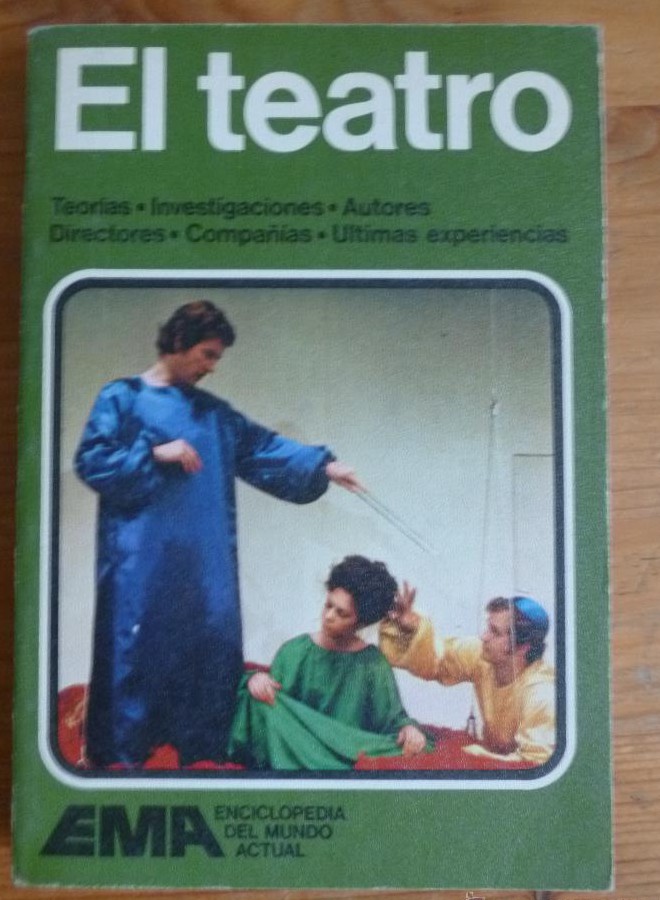 El teatro
Teorías • Investigaciones • Autores
Directores • Compañías • Ultimas experiencias
EMA
ENCICLOPEDIA
DEL MUNDO
ACTUAL